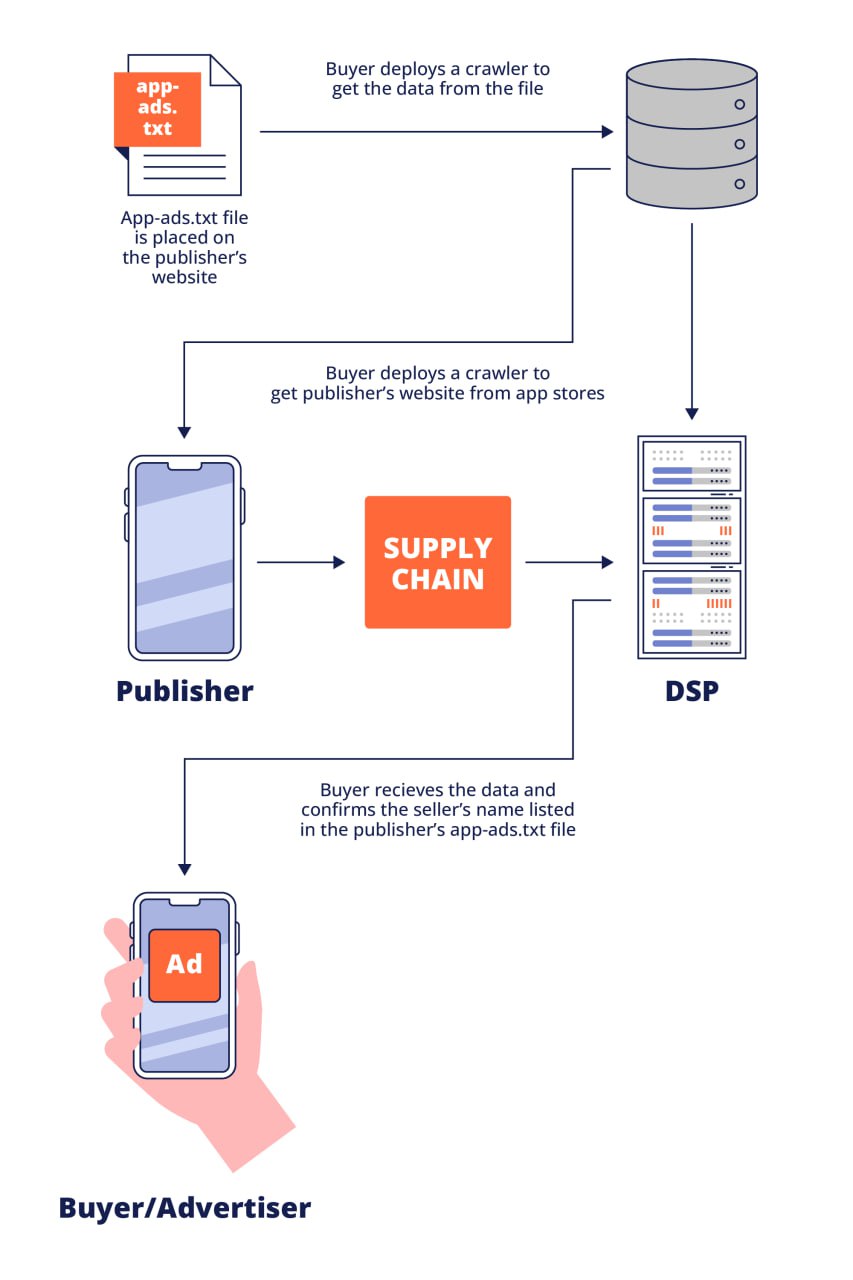 app-
ads.
txt
Buyer deploys a crawler to
get the data from the file
App-ads.txt file
is placed on
the publisher's
website
Buyer deploys a crawler to
get publisher's website from app stores
SUPPLY
CHAIN
Publisher
DSP
Buyer recieves the data and
confirms the seller's name listed
in the publisher's app-ads.txt file
Ad
Buyer/Advertiser